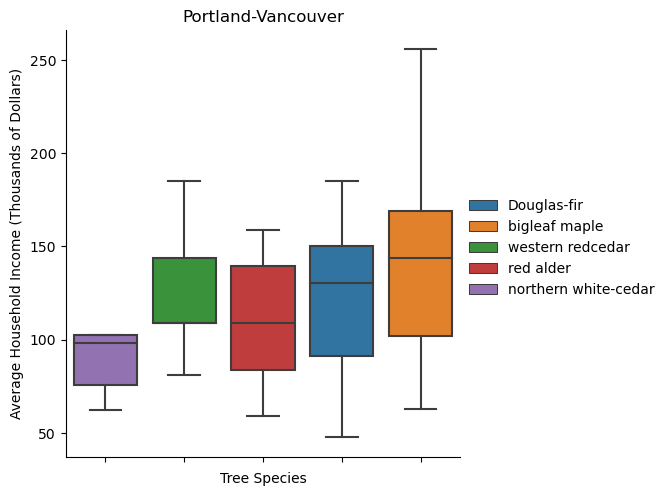 Portland-Vancouver
Average Household Income (Thousands of Dollars)
250
200
150
100
50
Tree Species
Douglas-fir
bigleaf maple
western redcedar
red alder
northern white-cedar